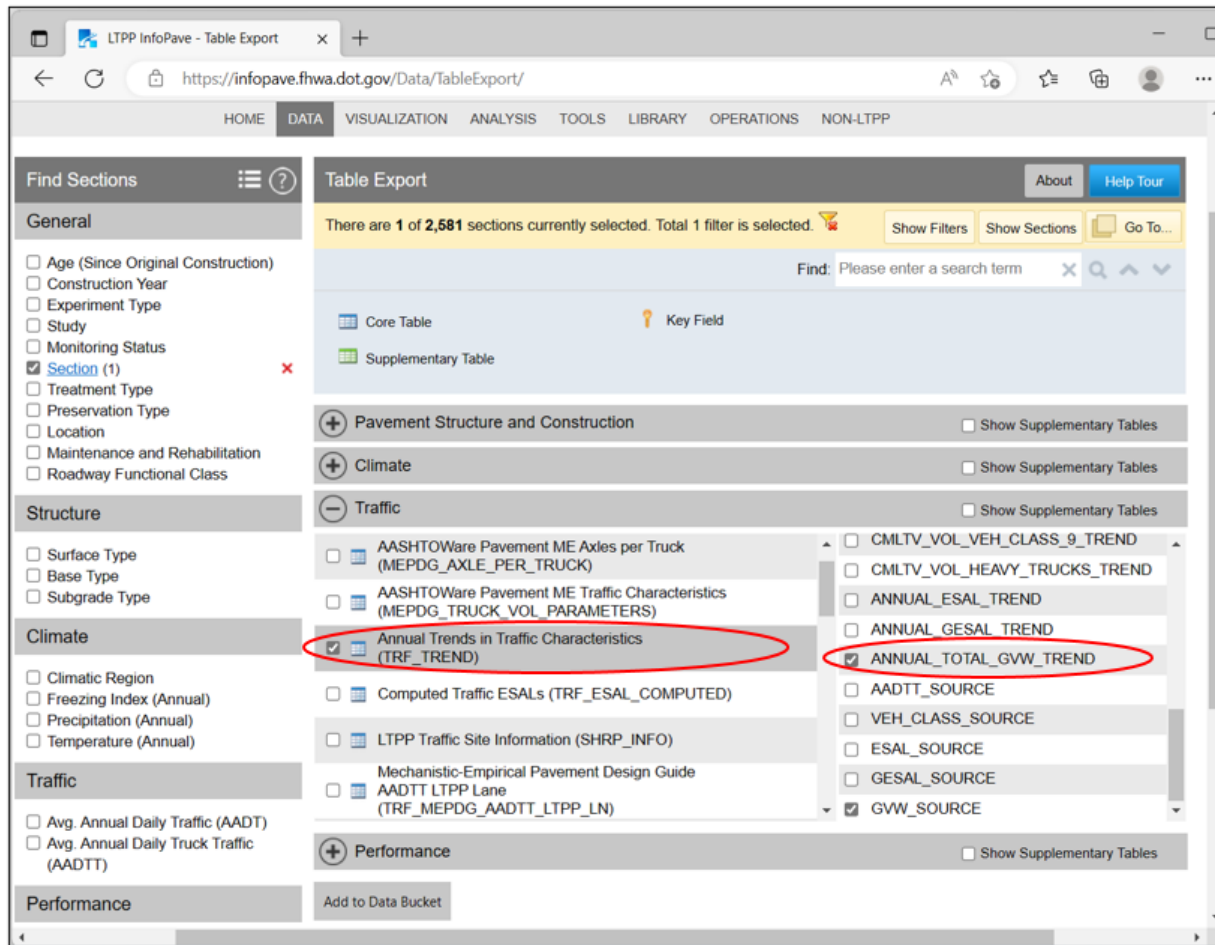 LTPP InfoPave - Table Export
https://infopave.fhwa.dot.gov/Data/TableExport/
HOME DATA VISUALIZATION ANALYSIS TOOLS LIBRARY OPERATIONS NON-LTPP
Find Sections
General
Age (Since Original Construction)
Construction Year
Experiment Type
Study
Monitoring Status
Section (1)
Treatment Type
Preservation Type
Location
Maintenance and Rehabilitation
Roadway Functional Class
Structure
Surface Type
Base Type
Subgrade Type
Climate
Climatic Region
Freezing Index (Annual)
Precipitation (Annual)
Temperature (Annual)
Traffic
Avg. Annual Daily Traffic (AADT)
Avg. Annual Daily Truck Traffic
(AADTT)
Performance
Table Export
About
Help Tour
There are 1 of 2,581 sections currently selected. Total 1 filter is selected.
Show Filters
Show Sections
Go To...
Find: Please enter a search term
Core Table
Key Field
Supplementary Table
Pavement Structure and Construction
Show Supplementary Tables
Climate
Show Supplementary Tables
Traffic
Show Supplementary Tables
AASHTOWare Pavement ME Axles per Truck
(MEPDG_AXLE_PER_TRUCK)
AASHTOWare Pavement ME Traffic Characteristics
(MEPDG_TRUCK_VOL_PARAMETERS)
Annual Trends in Traffic Characteristics
(TRF_TREND)
Computed Traffic ESALs (TRF_ESAL_COMPUTED)
LTPP Traffic Site Information (SHRP_INFO)
Mechanistic-Empirical Pavement Design Guide
AADTT LTPP Lane
(TRF_MEPDG_AADTT_LTPP_LN)
CMLTV_VOL_VEH_CLASS_9_TREND
CMLTV_VOL_HEAVY_TRUCKS_TREND
ANNUAL_ESAL_TREND
ANNUAL_GESAL_TREND
ANNUAL_TOTAL_GVW_TREND
AADTT_SOURCE
VEH_CLASS_SOURCE
ESAL_SOURCE
GESAL_SOURCE
GVW_SOURCE
Performance
Show Supplementary Tables
Add to Data Bucket